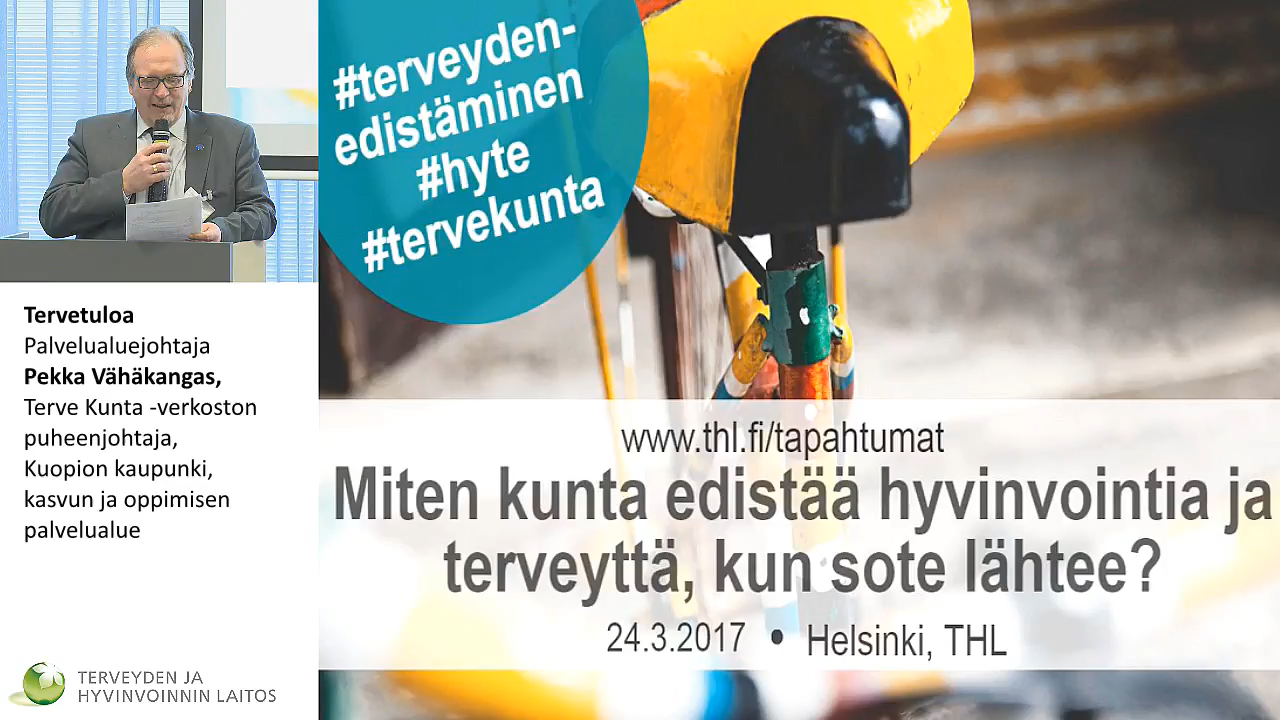 Tervetuloa
Palvelualuejohtaja
Pekka Vähäkangas,
Terve Kunta -verkoston
puheenjohtaja,
Kuopion kaupunki,
kasvun ja oppimisen
palvelualue
TERVEYDEN JA
HYVINVOINNIN LAITOS
#terveyden-
edistäminen
#hyte
#tervekunta
www.thl.fi/tapahtumat
Miten kunta edistää hyvinvointia ja
terveyttä, kun sote lähtee?
24.3.2017 • Helsinki, THL